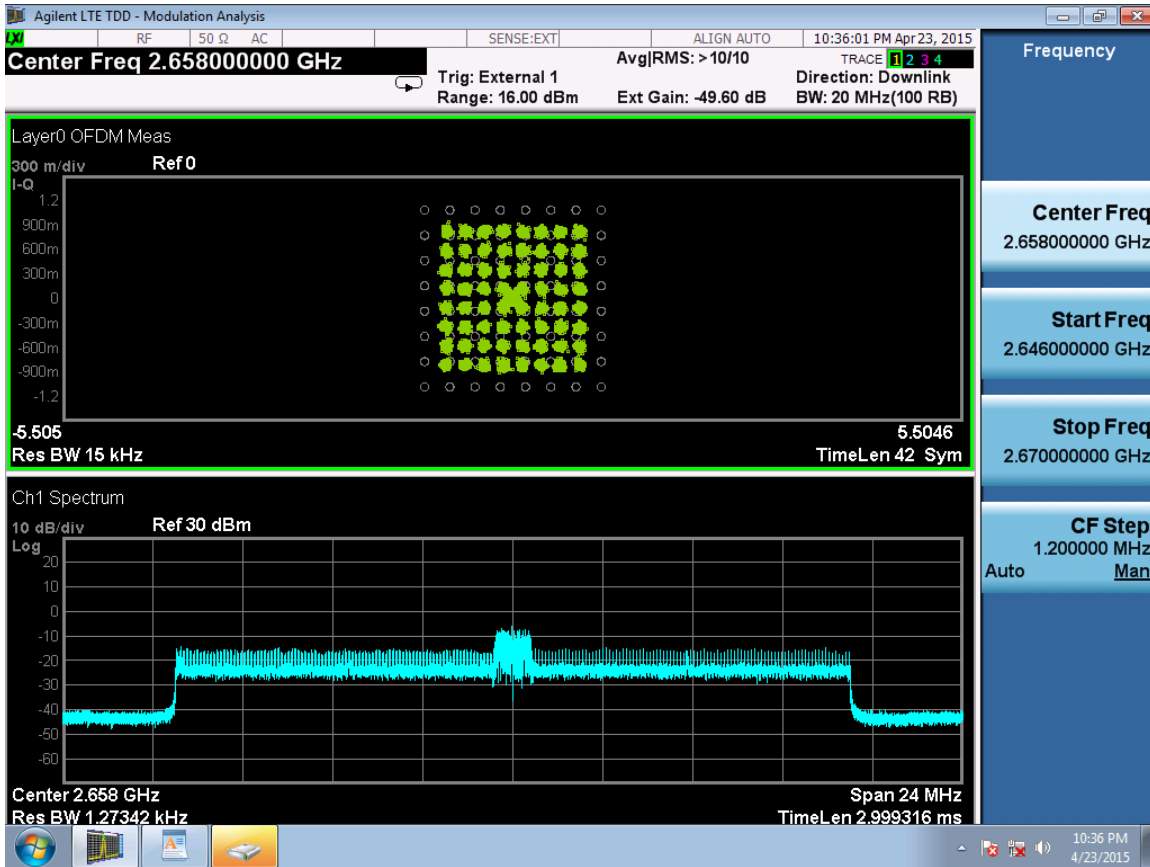 Agilent LTE TDD - Modulation Analysis
LXI RF 50 Ω AC SENSE:EXT ALIGN AUTO 10:36:01 PM Apr 23, 2015
Center Freq 2.658000000 GHz
Trig: External 1
Range: 16.00 dBm
Avg|RMS: >10/10
Ext Gain: -49.60 dB
TRACE 1 2 3 4
Direction: Downlink
BW: 20 MHz(100 RB)
Layer0 OFDM Meas
300 m/div Ref 0
I-Q
1.2
900m
600m
300m
0
-300m
-600m
-900m
-1.2
-5.505 5.5046
Res BW 15 kHz TimeLen 42 Sym
Ch1 Spectrum
10 dB/div Ref 30 dBm
Log
20
10
0
-10
-20
-30
-40
-50
-60
Center 2.658 GHz Span 24 MHz
Res BW 1.27342 kHz TimeLen 2.999316 ms
Frequency
Center Freq
2.658000000 GHz
Start Freq
2.646000000 GHz
Stop Freq
2.670000000 GHz
CF Step
1.200000 MHz
Auto Man
10:36 PM
4/23/2015